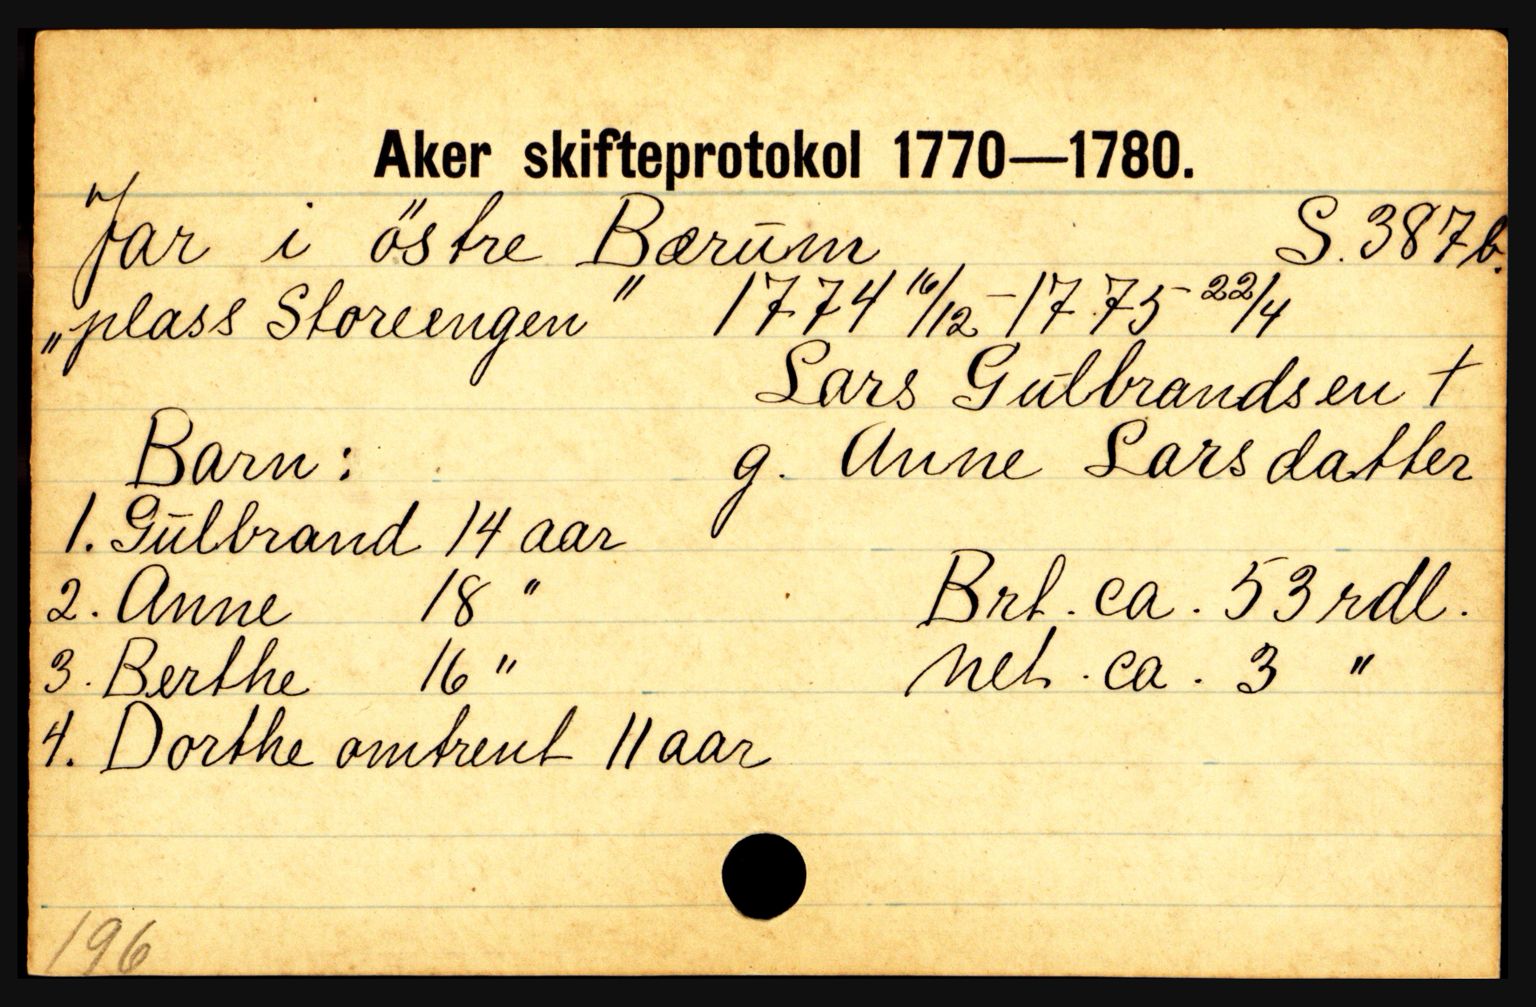 Aker skifteprotokol 1770—1780.
Jar i östre Bærum S. 387b.
„plass Storeengen" 1774 16/12 - 1775 22/4
Lars Gulbrandsen †
Barn: g. Anne Larsdatter
1. Gulbrand 14 aar
2. Anne 18 " Brt. ca. 53 rdl.
3. Berthe 16 " net. ca. 3 "
4. Dorthe omtrent 11 aar
196